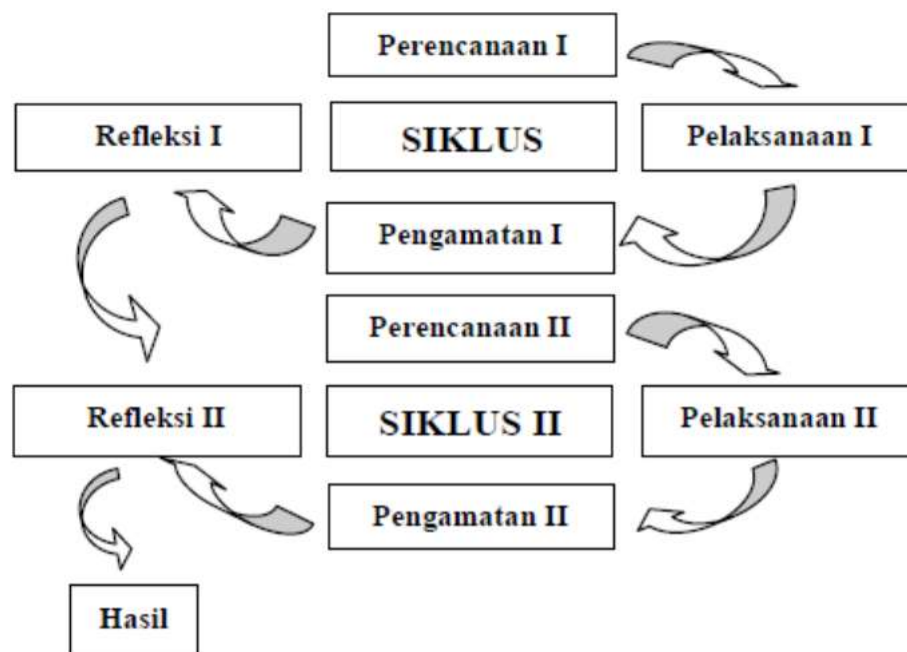 Perencanaan I
Refleksi I
SIKLUS
Pelaksanaan I
Pengamatan I
Perencanaan II
Refleksi II
SIKLUS II
Pelaksanaan II
Pengamatan II
Hasil